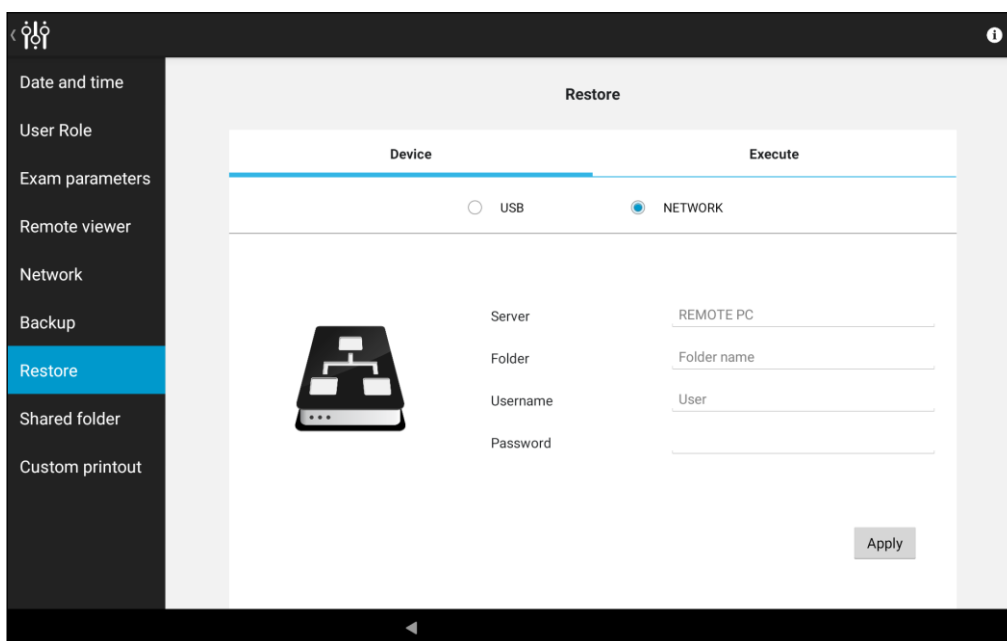 Date and time
User Role
Exam parameters
Remote viewer
Network
Backup
Restore
Shared folder
Custom printout
Restore
Device Execute
USB NETWORK
Server REMOTE PC
Folder Folder name
Username User
Password
Apply